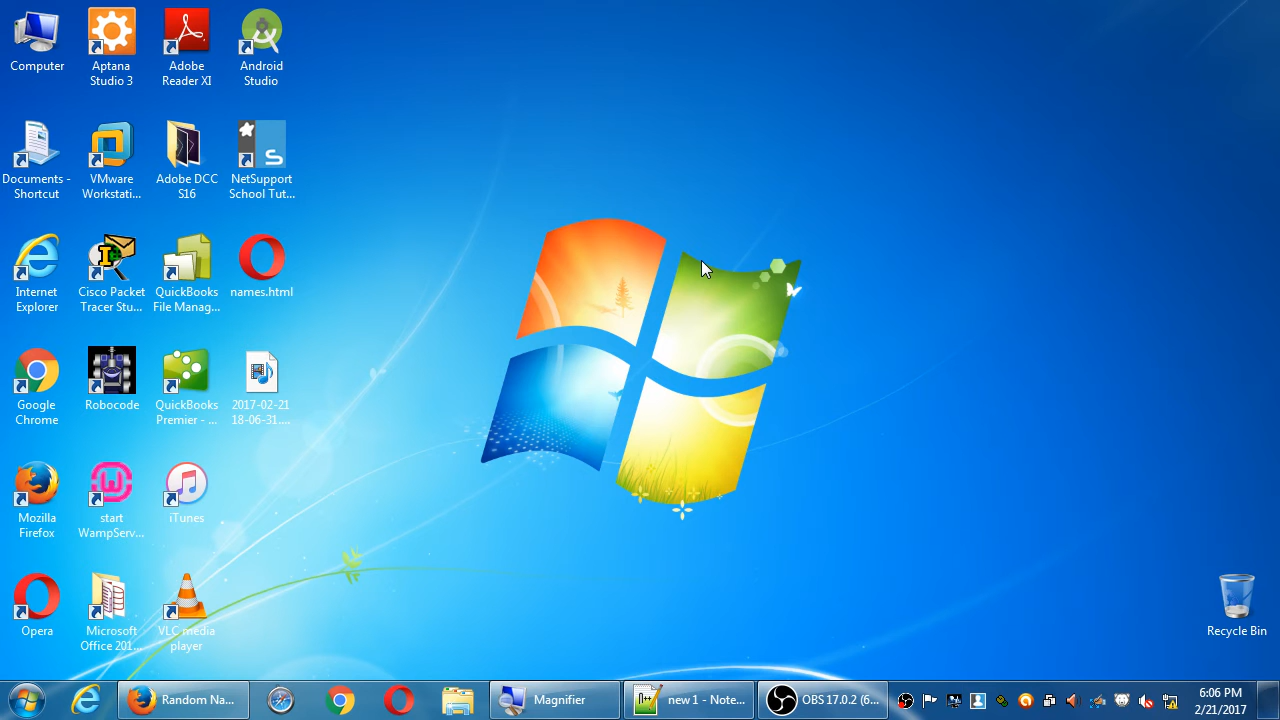 Computer
Aptana
Studio 3
Adobe
Reader XI
Android
Studio
Documents -
Shortcut
VMware
Workstati...
Adobe DCC
S16
NetSupport
School Tut...
Internet
Explorer
Cisco Packet
Tracer Stu...
QuickBooks
File Manag...
names.html
Google
Chrome
Robocode
QuickBooks
Premier - ...
2017-02-21
18-06-31....
Mozilla
Firefox
start
WampServ...
iTunes
Opera
Microsoft
Office 201...
VLC media
player
Recycle Bin
Random Na...
Magnifier
new 1 - Note...
OBS 17.0.2 (6...
6:06 PM
2/21/2017